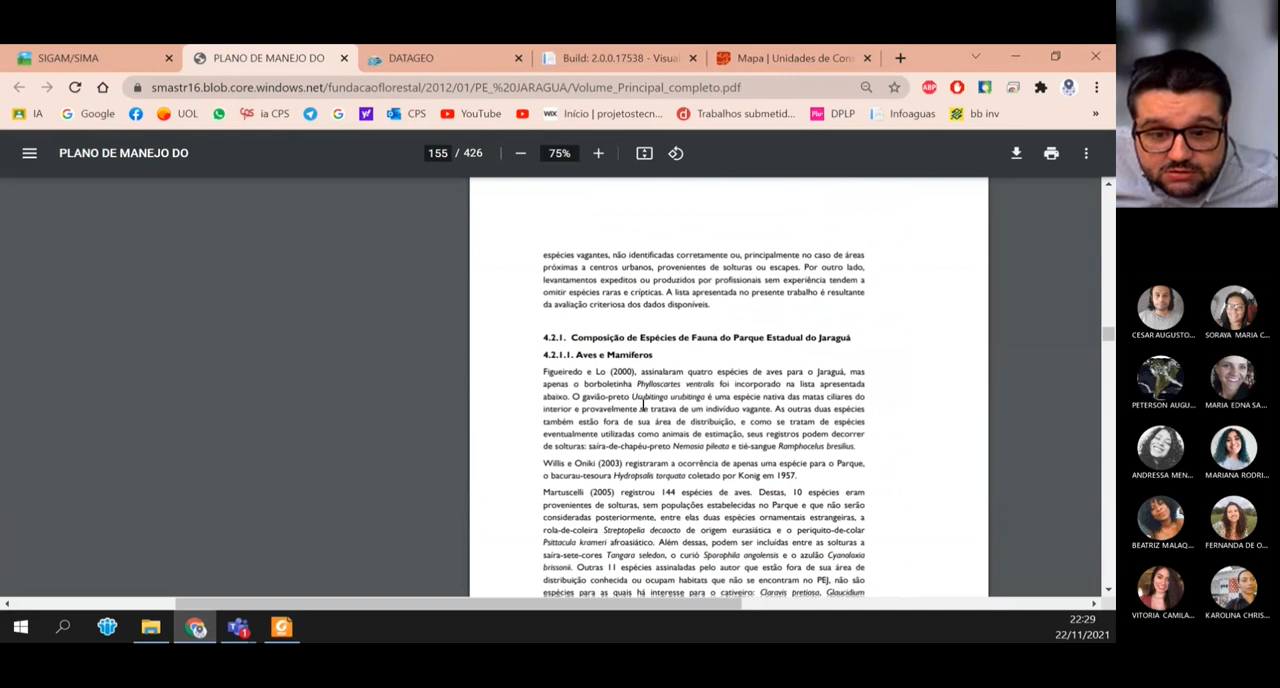 SIGAM/SIMA
PLANO DE MANEJO DO
DATAGEO
Build: 2.0.0.17538 - Visual
Mapa | Unidades de Con
smastr16.blob.core.windows.net/fundacaoflorestal/2012/01/PE_%20JARAGUA/Volume_Principal_completo.pdf
IA
Google
UOL
ia CPS
CPS
YouTube
Início | projetostecn...
Trabalhos submetid...
DPLP
Infoaguas
bb inv
»
PLANO DE MANEJO DO
155 / 426
75%
espécies vagantes, não identificadas corretamente ou, principalmente no caso de áreas
próximas a centros urbanos, provenientes de solturas ou escapes. Por outro lado,
levantamentos expeditos ou produzidos por profissionais sem experiência tendem a
omitir espécies raras e crípticas. A lista apresentada no presente trabalho é resultante
da avaliação criteriosa dos dados disponíveis.
4.2.1. Composição de Espécies de Fauna do Parque Estadual do Jaraguá
4.2.1.1. Aves e Mamíferos
Figueiredo e Lo (2000), assinalaram quatro espécies de aves para o Jaraguá, mas
apenas o borboletinha Phylloscartes ventralis foi incorporado na lista apresentada
abaixo. O gavião-preto Urubitinga urubitinga é uma espécie nativa das matas ciliares do
interior e provavelmente se tratava de um indivíduo vagante. As outras duas espécies
também estão fora de sua área de distribuição, e como se tratam de espécies
eventualmente utilizadas como animais de estimação, seus registros podem decorrer
de solturas: saíra-de-chapéu-preto Nemosia pileata e tiê-sangue Ramphocelus bresilius.
Willis e Oniki (2003) registraram a ocorrência de apenas uma espécie para o Parque,
o bacurau-tesoura Hydropsalis torquata coletado por Konig em 1957.
Martuscelli (2005) registrou 144 espécies de aves. Destas, 10 espécies eram
provenientes de solturas, sem populações estabelecidas no Parque e que não serão
consideradas posteriormente, entre elas duas espécies ornamentais estrangeiras, a
rola-de-coleira Streptopelia decaocto de origem eurasiática e o periquito-de-colar
Psittacula krameri afroasiático. Além dessas, podem ser incluídas entre as solturas a
saíra-sete-cores Tangara seledon, o curió Sporophila angolensis e o azulão Cyanoloxia
brissonii. Outras 11 espécies assinaladas pelo autor que estão fora de sua área de
distribuição conhecida ou ocupam habitats que não se encontram no PEJ, não são
espécies para as quais há interesse para o cativeiro: Claravis pretiosa, Glaucidium
CESAR AUGUSTO...
SORAYA MARIA C...
PETERSON AUGU...
MARIA EDNA SA...
ANDRESSA MEN...
MARIANA RODRI...
BEATRIZ MALAQ...
FERNANDA DE O...
VITORIA CAMILA...
KAROLINA CHRIS...
22:29
22/11/2021